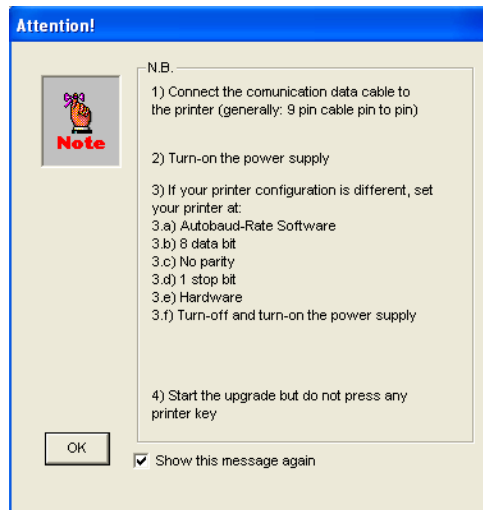 Attention!
N.B.
1) Connect the comunication data cable to
the printer (generally: 9 pin cable pin to pin)
Note
2) Turn-on the power supply
3) If your printer configuration is different, set
your printer at:
3.a) Autobaud-Rate Software
3.b) 8 data bit
3.c) No parity
3.d) 1 stop bit
3.e) Hardware
3.f) Turn-off and turn-on the power supply
4) Start the upgrade but do not press any
printer key
OK
Show this message again